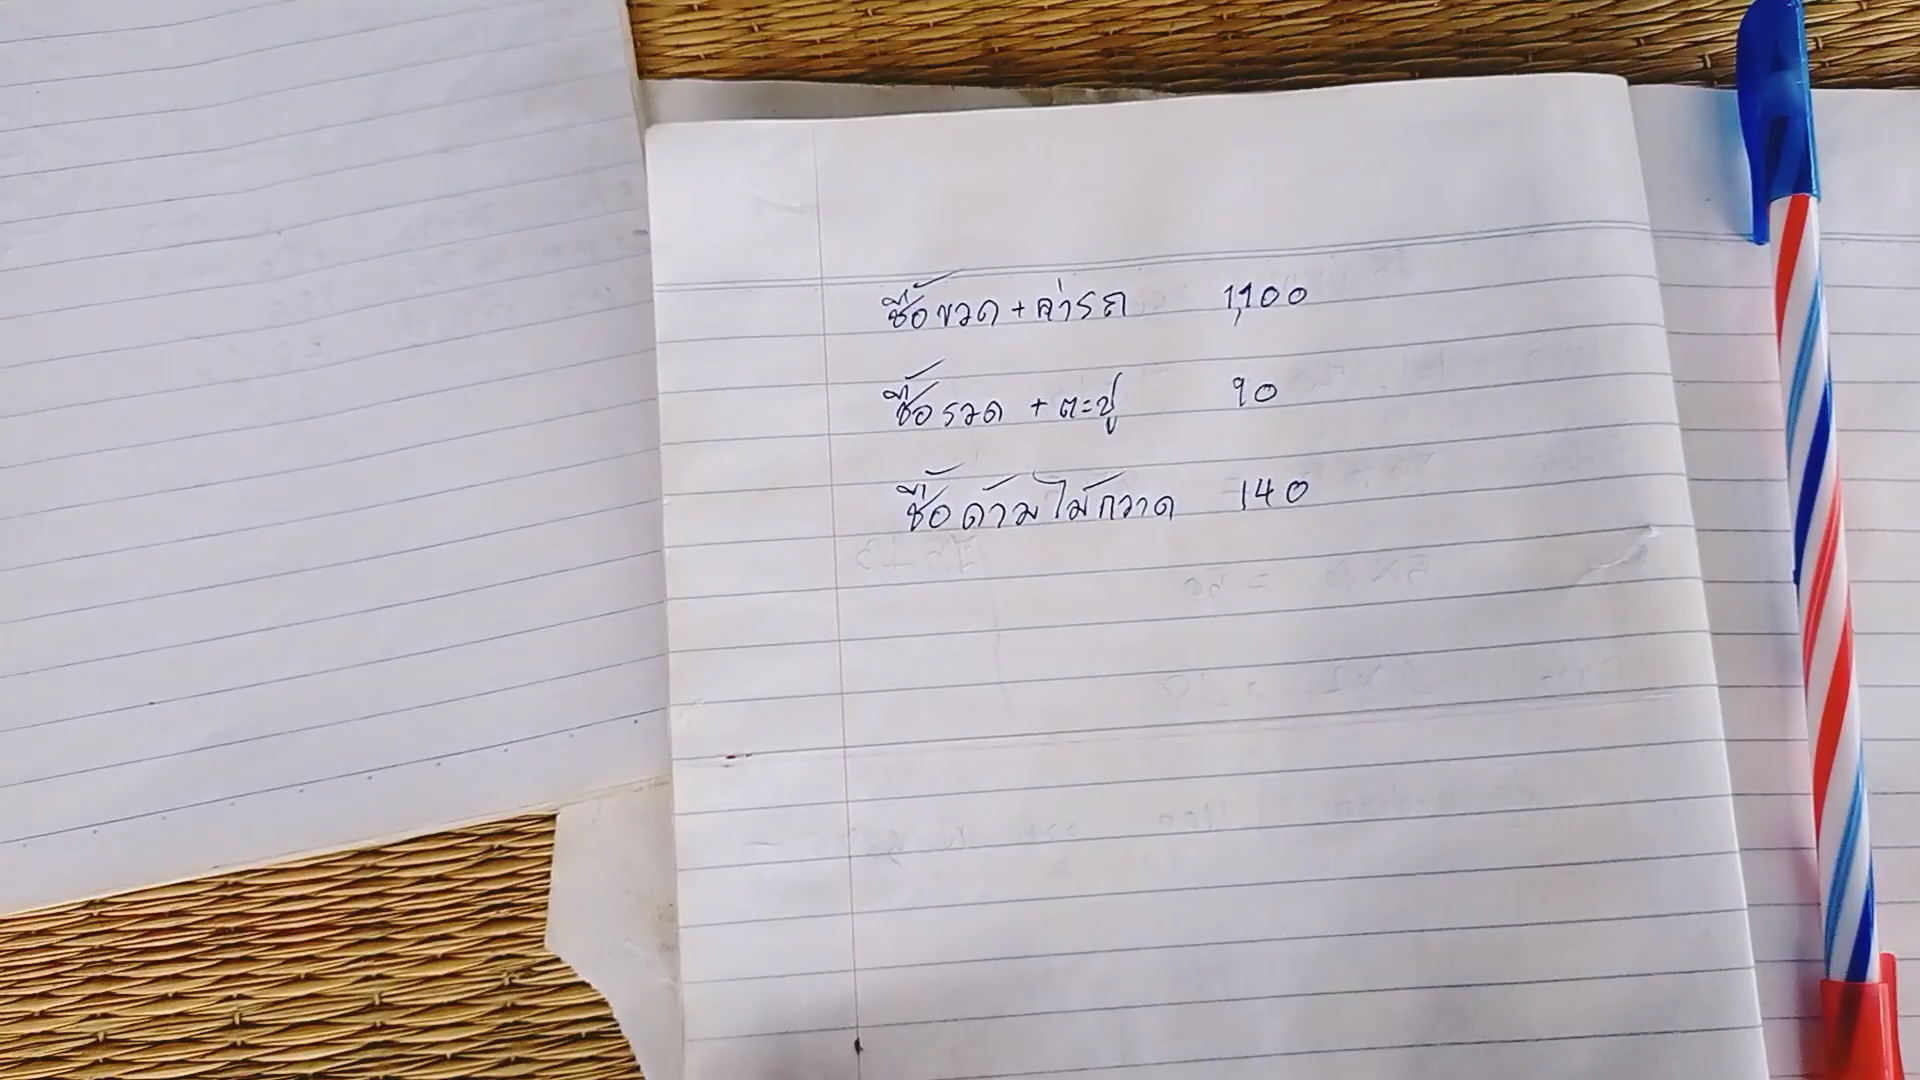 ซื้อขวด + ค่ารถ 1,100
ซื้อรวด + ตะปู 90
ซื้อด้ามไม้กวาด 140